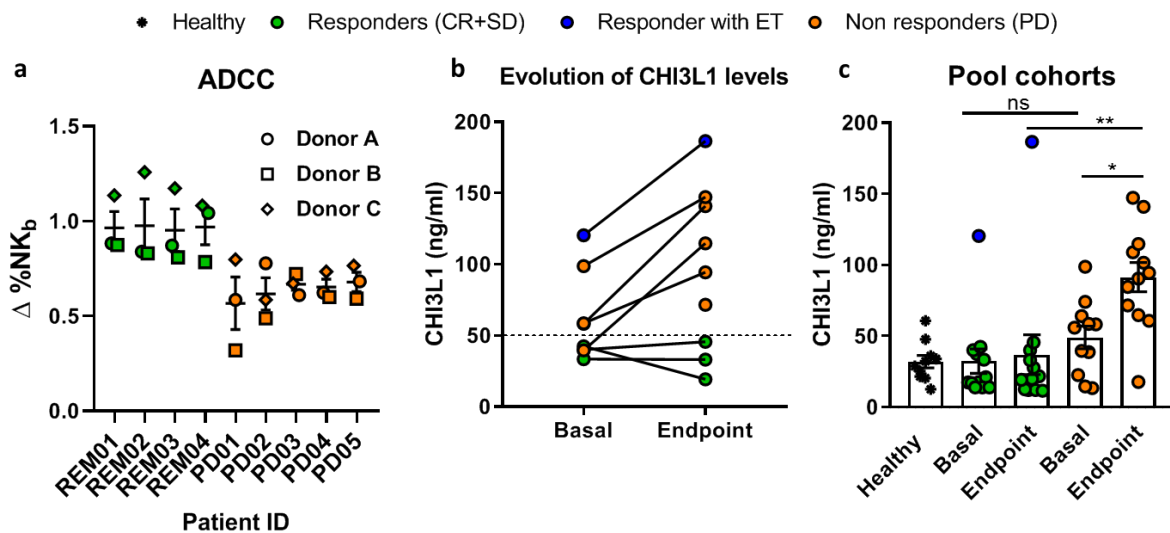 Healthy Responders (CR+SD) Responder with ET Non responders (PD)
a
ADCC
Δ %NKb
1.5
1.0
0.5
0.0
Donor A
Donor B
Donor C
REM01
REM02
REM03
REM04
PD01
PD02
PD03
PD04
PD05
Patient ID
b
Evolution of CHI3L1 levels
CHI3L1 (ng/ml)
200
150
100
50
0
Basal
Endpoint
c
Pool cohorts
ns
**
*
CHI3L1 (ng/ml)
200
150
100
50
0
Healthy
Basal
Endpoint
Basal
Endpoint